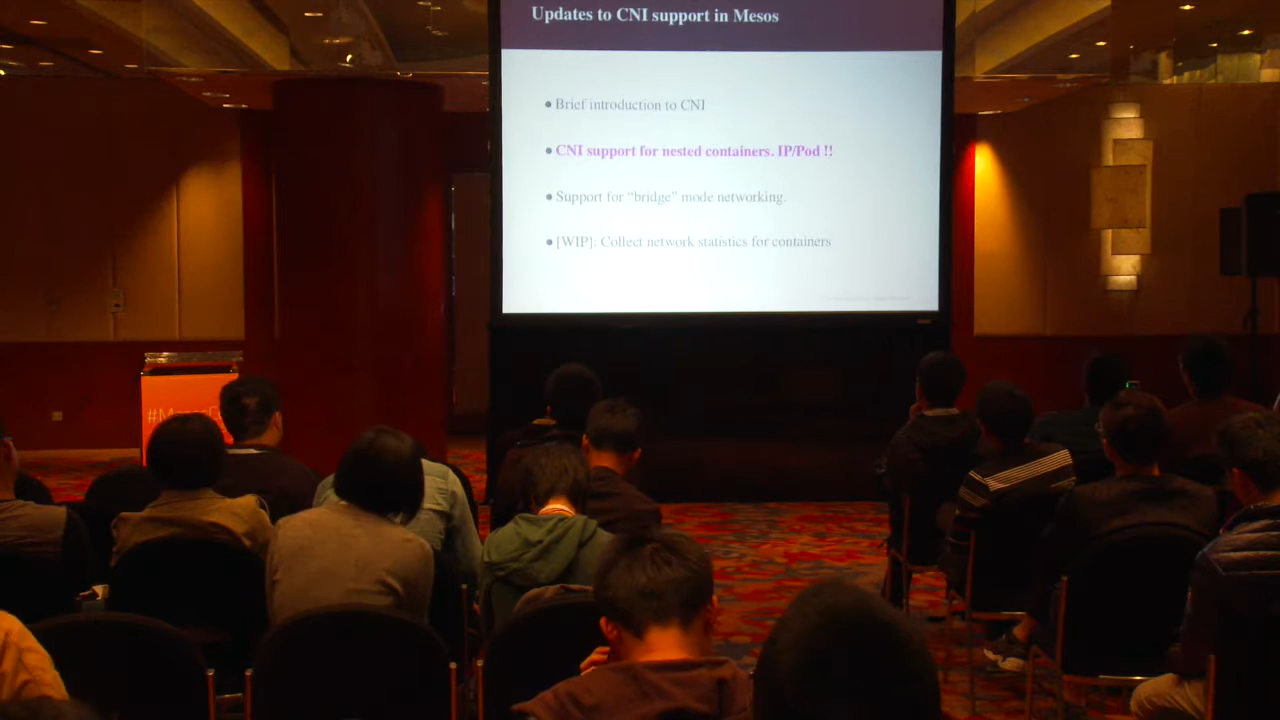 Updates to CNI support in Mesos
● Brief introduction to CNI
● CNI support for nested containers. IP/Pod !!
● Support for “bridge” mode networking.
● [WIP]: Collect network statistics for containers